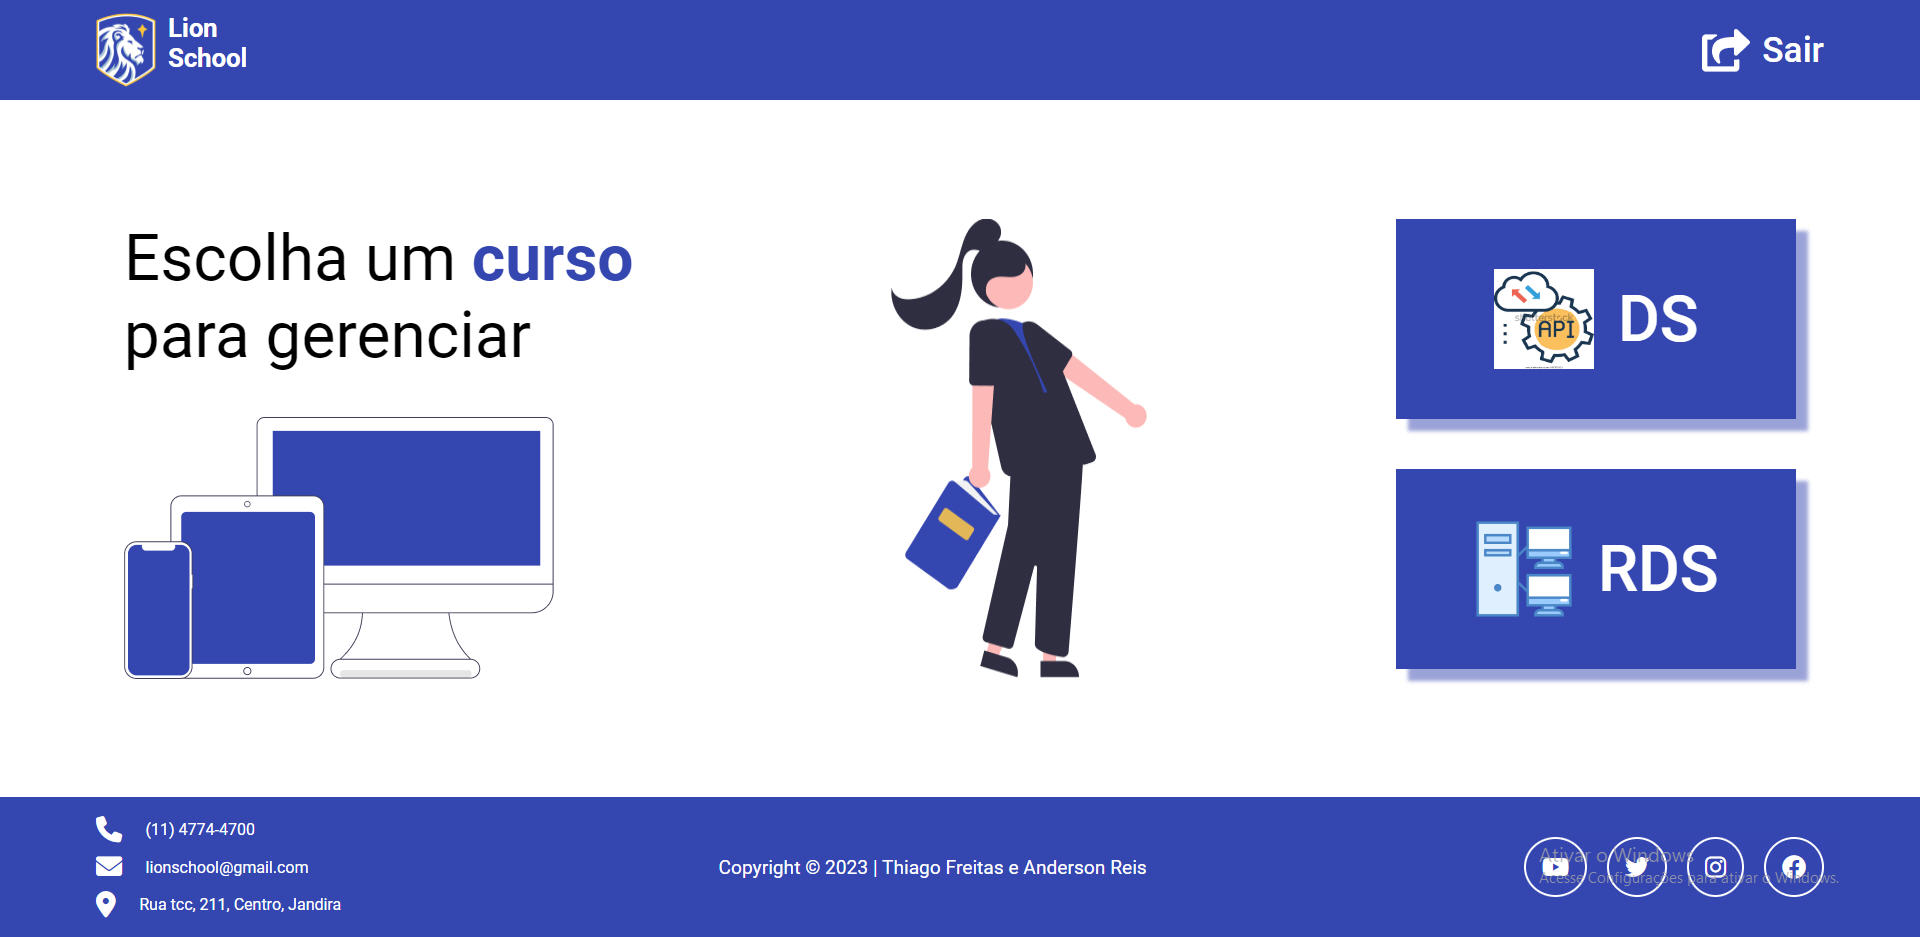 Lion
School
Sair
Escolha um curso
para gerenciar
shutterstock
API
DS
RDS
(11) 4774-4700
lionschool@gmail.com
Rua tcc, 211, Centro, Jandira
Copyright © 2023 | Thiago Freitas e Anderson Reis
Ativar o Windows
Acesse Configurações para ativar o Windows.